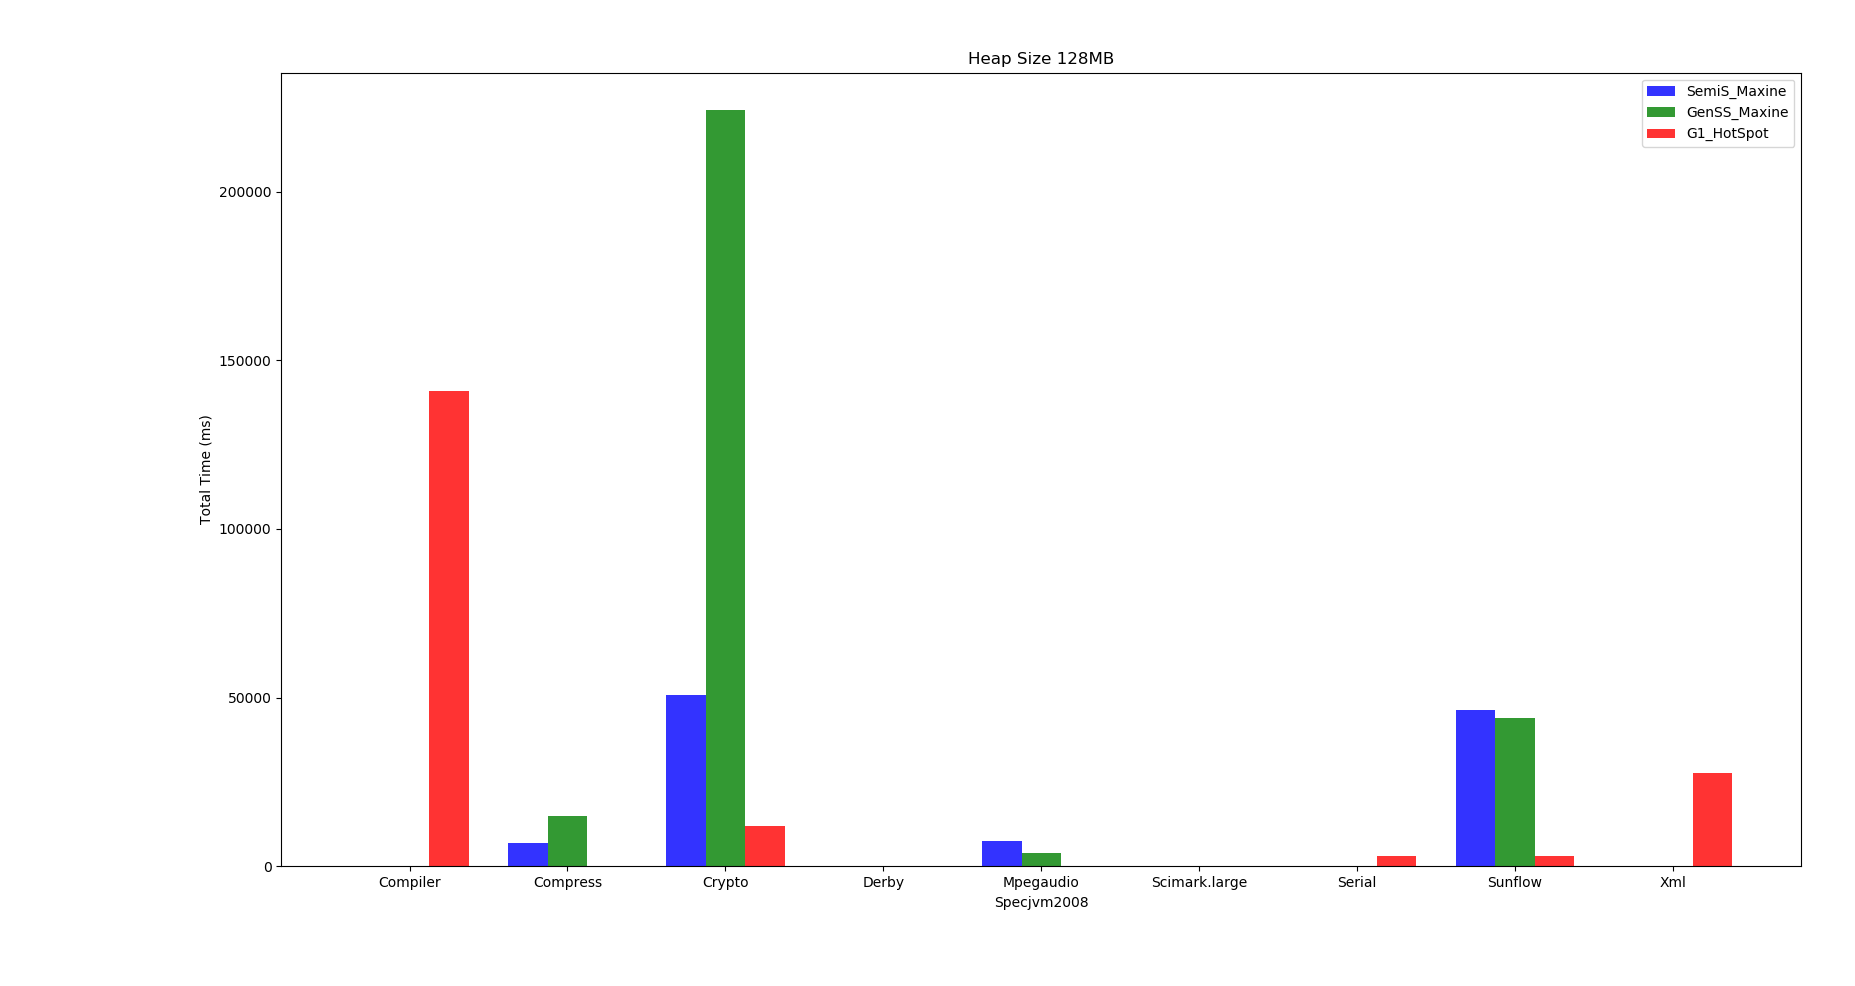 Heap Size 128MB
SemiS_Maxine
GenSS_Maxine
G1_HotSpot
200000
150000
100000
50000
0
Total Time (ms)
Compiler Compress Crypto Derby Mpegaudio Scimark.large Serial Sunflow Xml
Specjvm2008